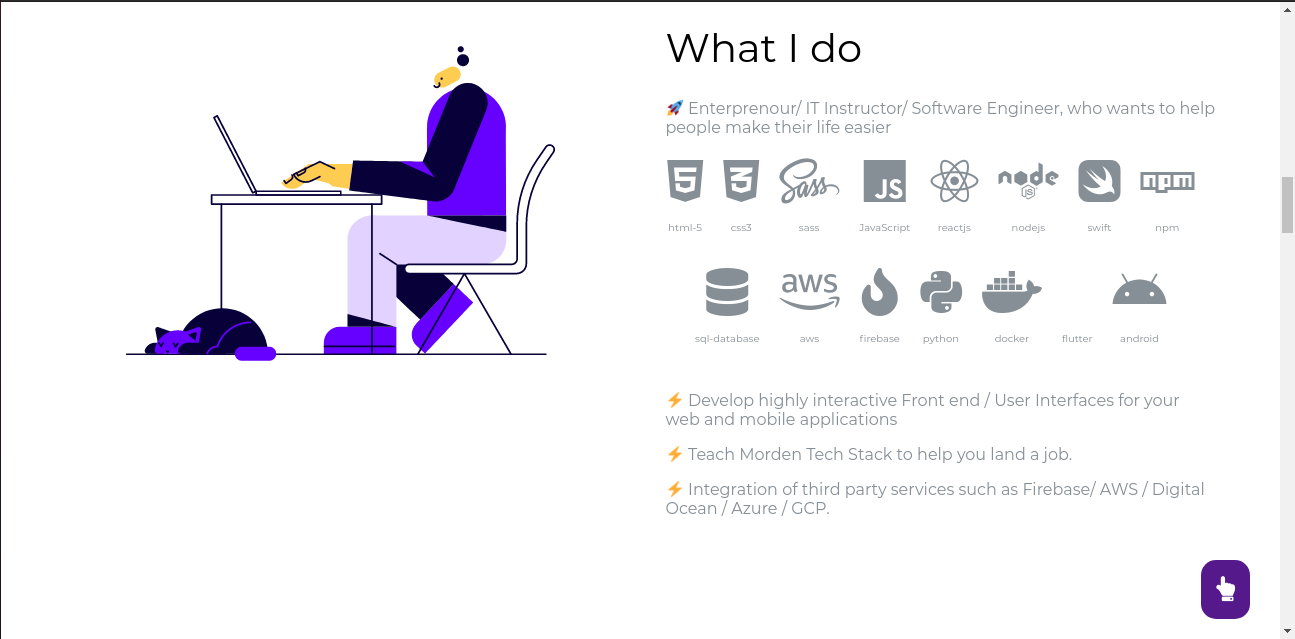 What I do
🚀 Enterprenour/ IT Instructor/ Software Engineer, who wants to help
people make their life easier
5 3 Sass JS node JS npm
html-5 css3 sass JavaScript reactjs nodejs swift npm
aws
sql-database aws firebase python docker flutter android
⚡ Develop highly interactive Front end / User Interfaces for your
web and mobile applications
⚡ Teach Morden Tech Stack to help you land a job.
⚡ Integration of third party services such as Firebase/ AWS / Digital
Ocean / Azure / GCP.